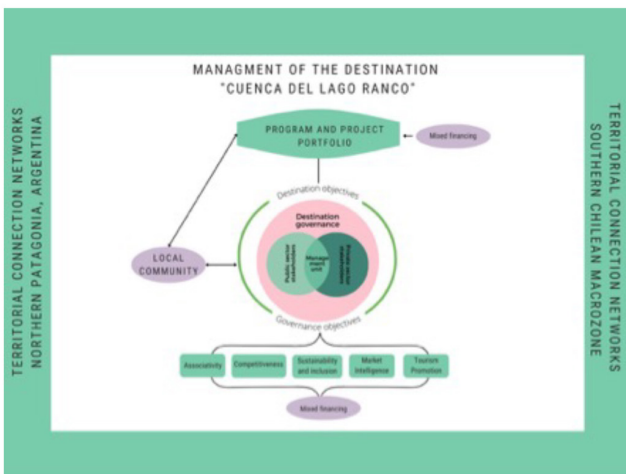 MANAGMENT OF THE DESTINATION
"CUENCA DEL LAGO RANCO"
TERRITORIAL CONNECTION NETWORKS
NORTHERN PATAGONIA, ARGENTINA
PROGRAM AND PROJECT
PORTFOLIO
Mixed financing
Destination objectives
Destination
governance
LOCAL
COMMUNITY
Public sector
stakeholders
Manage
ment
unit
Private sector
stakeholders
Governance objectives
Associativity
Competitiveness
Sustainability
and inclusion
Market
Intelligence
Tourism
Promotion
Mixed financing
TERRITORIAL CONNECTION NETWORKS
SOUTHERN CHILEAN MACROZONE